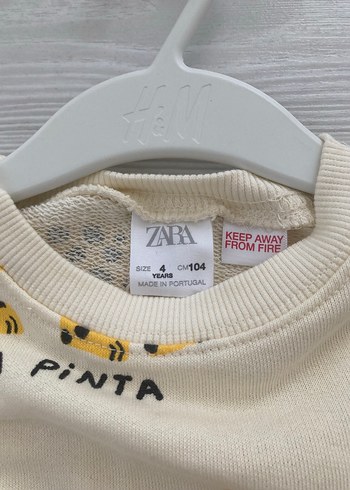 H&M
ZARA
SIZE 4 YEARS CM 104
MADE IN PORTUGAL
KEEP AWAY
FROM FIRE
PiNTA